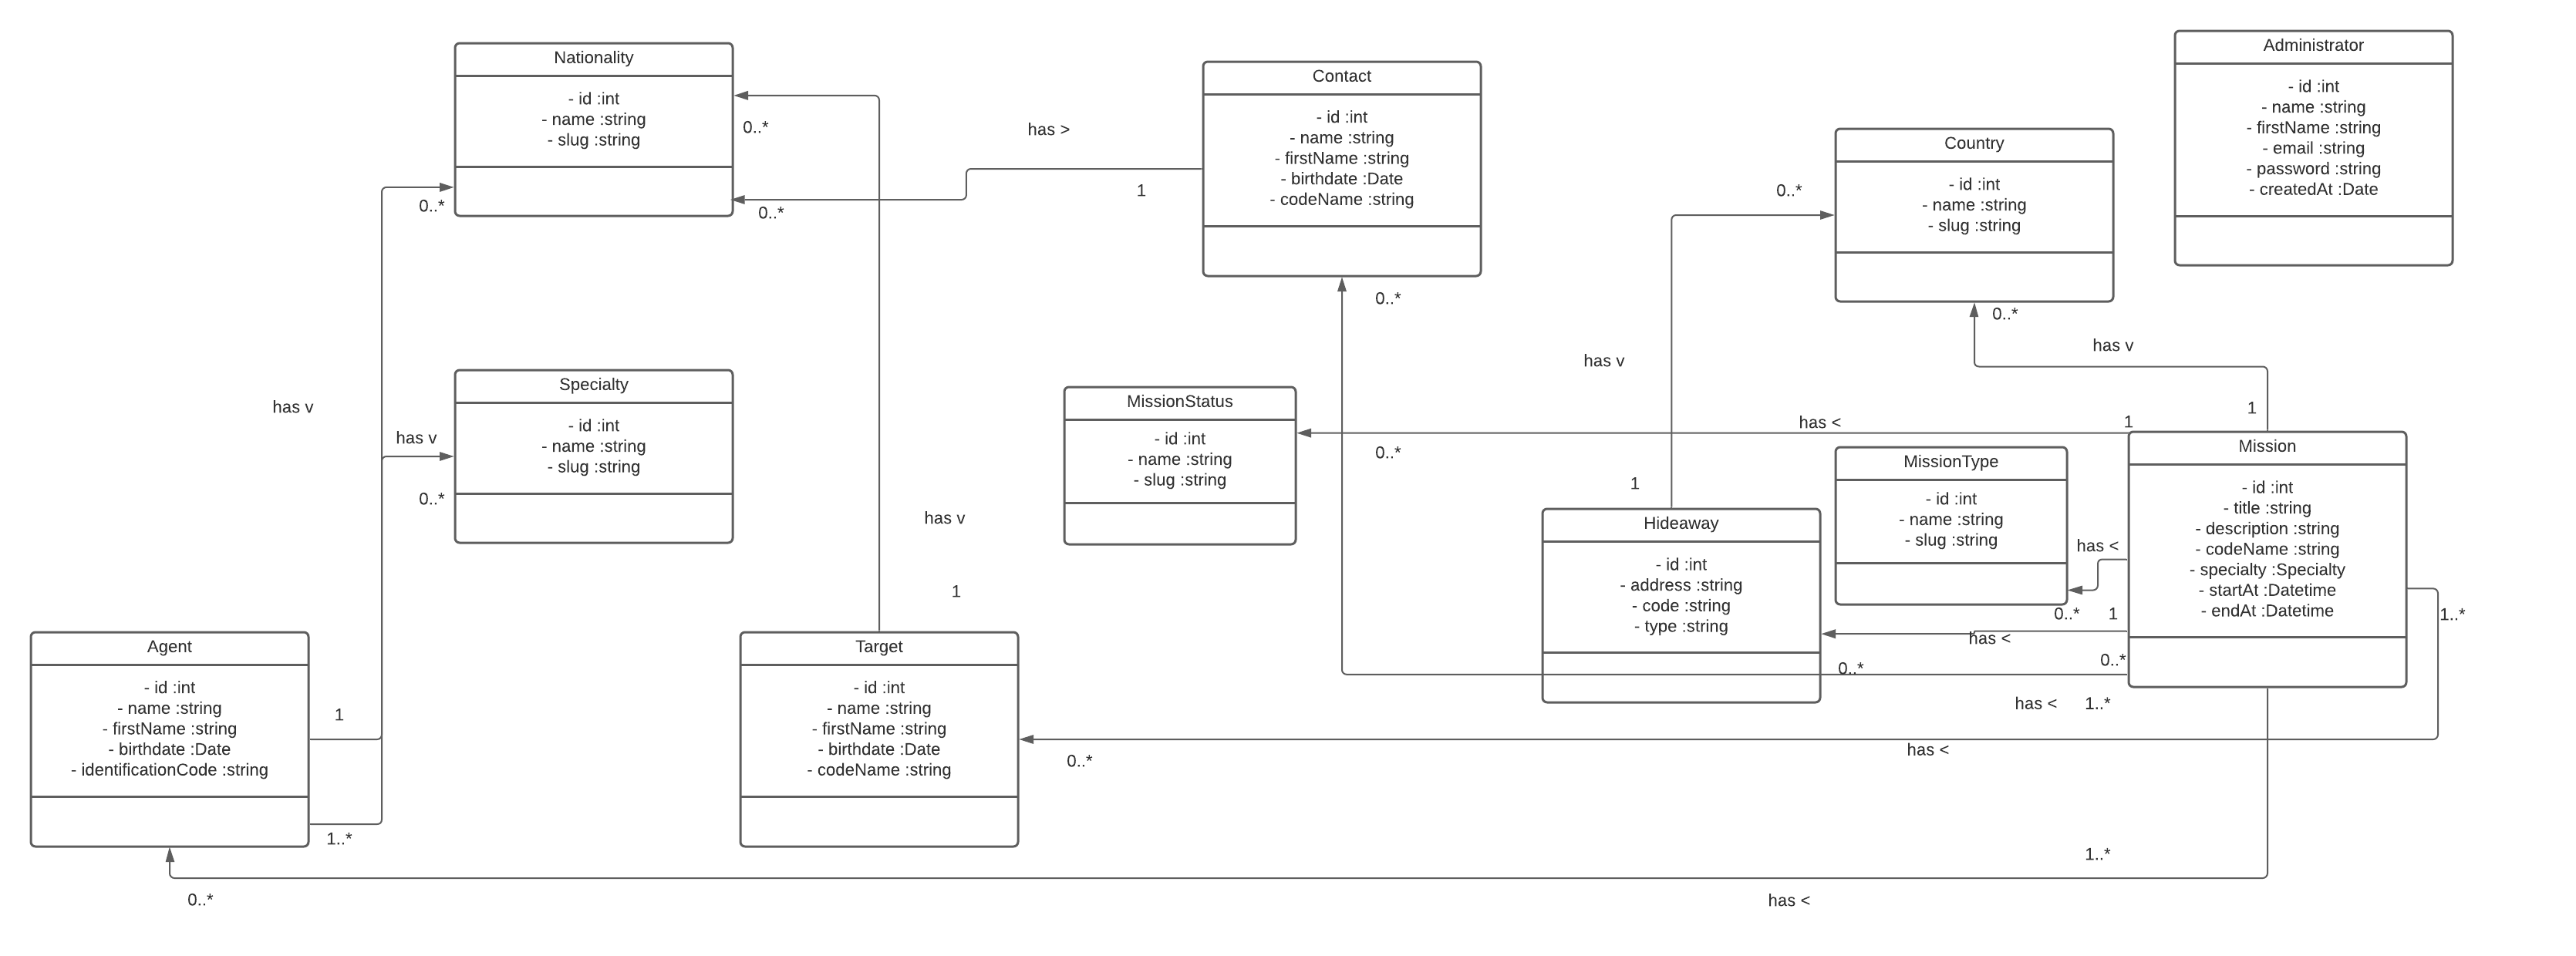 Nationality
- id :int
- name :string
- slug :string
0..*
0..*
0..*
has >
1
Contact
- id :int
- name :string
- firstName :string
- birthdate :Date
- codeName :string
0..*
Country
- id :int
- name :string
- slug :string
0..*
0..*
Administrator
- id :int
- name :string
- firstName :string
- email :string
- password :string
- createdAt :Date
has v
has v
Specialty
- id :int
- name :string
- slug :string
0..*
has v
1
MissionStatus
- id :int
- name :string
- slug :string
0..*
has <
1
has v
1
has v
1
Hideaway
- id :int
- address :string
- code :string
- type :string
MissionType
- id :int
- name :string
- slug :string
has <
0..*
1
has <
0..*
0..*
has <
1..*
Mission
- id :int
- title :string
- description :string
- codeName :string
- specialty :Specialty
- startAt :Datetime
- endAt :Datetime
1..*
Agent
- id :int
- name :string
- firstName :string
- birthdate :Date
- identificationCode :string
1
1..*
Target
- id :int
- name :string
- firstName :string
- birthdate :Date
- codeName :string
0..*
has <
1..*
0..*
has <